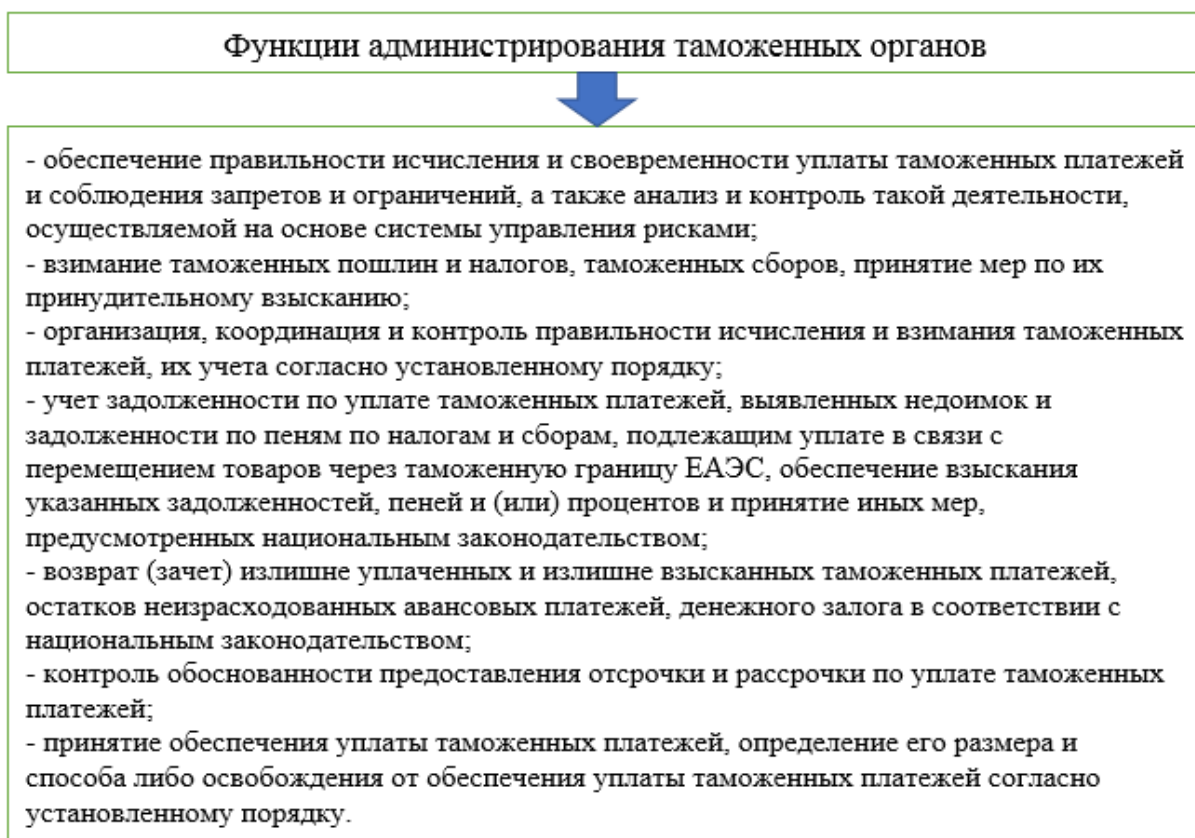 Функции администрирования таможенных органов
- обеспечение правильности исчисления и своевременности уплаты таможенных платежей
и соблюдения запретов и ограничений, а также анализ и контроль такой деятельности,
осуществляемой на основе системы управления рисками;
- взимание таможенных пошлин и налогов, таможенных сборов, принятие мер по их
принудительному взысканию;
- организация, координация и контроль правильности исчисления и взимания таможенных
платежей, их учета согласно установленному порядку;
- учет задолженности по уплате таможенных платежей, выявленных недоимок и
задолженности по пеням по налогам и сборам, подлежащим уплате в связи с
перемещением товаров через таможенную границу ЕАЭС, обеспечение взыскания
указанных задолженностей, пеней и (или) процентов и принятие иных мер,
предусмотренных национальным законодательством;
- возврат (зачет) излишне уплаченных и излишне взысканных таможенных платежей,
остатков неизрасходованных авансовых платежей, денежного залога в соответствии с
национальным законодательством;
- контроль обоснованности предоставления отсрочки и рассрочки по уплате таможенных
платежей;
- принятие обеспечения уплаты таможенных платежей, определение его размера и
способа либо освобождения от обеспечения уплаты таможенных платежей согласно
установленному порядку.